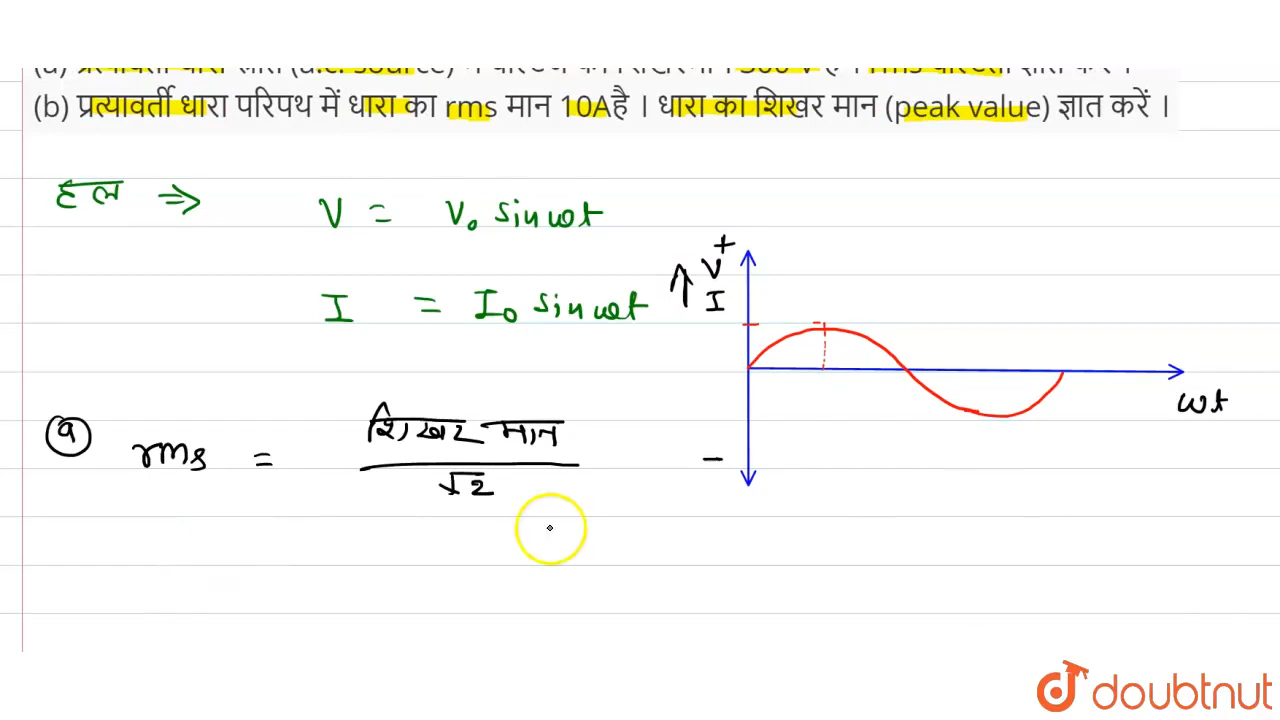 (b) प्रत्यावर्ती धारा परिपथ में धारा का rms मान 10A है । धारा का शिखर मान (peak value) ज्ञात करें ।
हल ⇒
V = V₀ sin ωt
I = I₀ sin ωt
+
↑ V
I
ωt
(a) rms = शिखर मान
√2
-
doubtnut